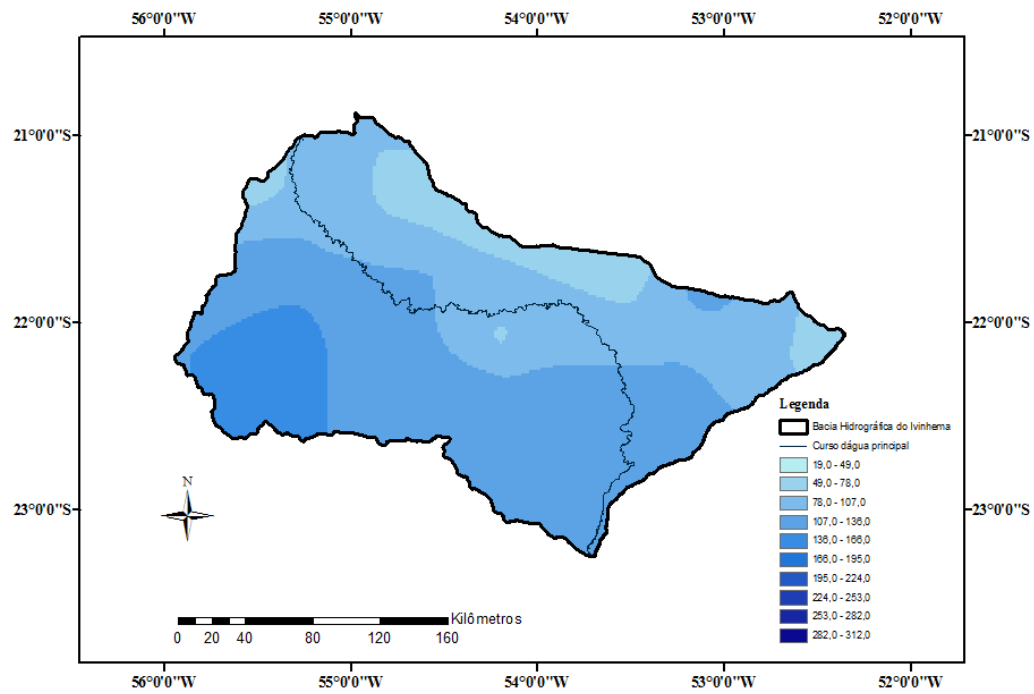 56°0'0"W 55°0'0"W 54°0'0"W 53°0'0"W 52°0'0"W
21°0'0"S 21°0'0"S
22°0'0"S 22°0'0"S
23°0'0"S 23°0'0"S
N
Legenda
Bacia Hidrográfica do Ivinhema
Curso dágua principal
19,0 - 49,0
49,0 - 78,0
78,0 - 107,0
107,0 - 136,0
136,0 - 166,0
166,0 - 195,0
195,0 - 224,0
224,0 - 253,0
253,0 - 282,0
282,0 - 312,0
Kilômetros
0 20 40 80 120 160
56°0'0"W 55°0'0"W 54°0'0"W 53°0'0"W 52°0'0"W